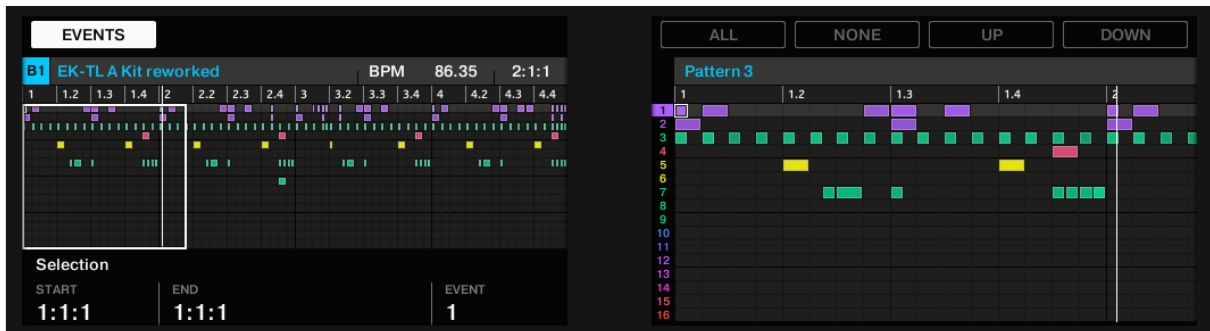 EVENTS
B1 EK-TL A Kit reworked BPM 86.35 2:1:1
1 1.2 1.3 1.4 2 2.2 2.3 2.4 3 3.2 3.3 3.4 4 4.2 4.3 4.4
Selection
START END EVENT
1:1:1 1:1:1 1
ALL NONE UP DOWN
Pattern 3
1 1.2 1.3 1.4 2
1
2
3
4
5
6
7
8
9
10
11
12
13
14
15
16